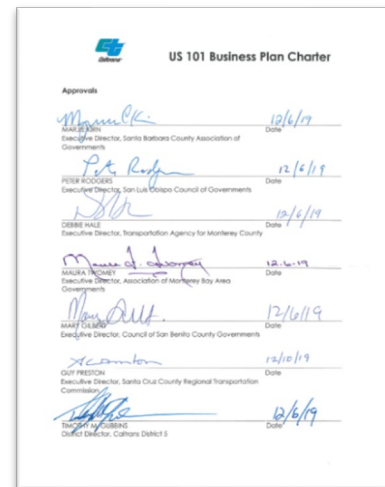 Caltrans
US 101 Business Plan Charter
Approvals
12/6/19
Date
Executive Director, Santa Barbara County Association of
Governments
Pete Rodgers 12/6/19
PETER RODGERS Date
Executive Director, San Luis Obispo Council of Governments
12/6/19
DEBBIE HALE Date
Executive Director, Transportation Agency for Monterey County
12-6-19
MAURA TWOMEY Date
Executive Director, Association of Monterey Bay Area
Governments
12/6/19
MARY GILBERT Date
Executive Director, Council of San Benito County Governments
12/10/19
GUY PRESTON Date
Executive Director, Santa Cruz County Regional Transportation
Commission
12/6/19
TIMOTHY M. GUBBINS Date
District Director, Caltrans District 5